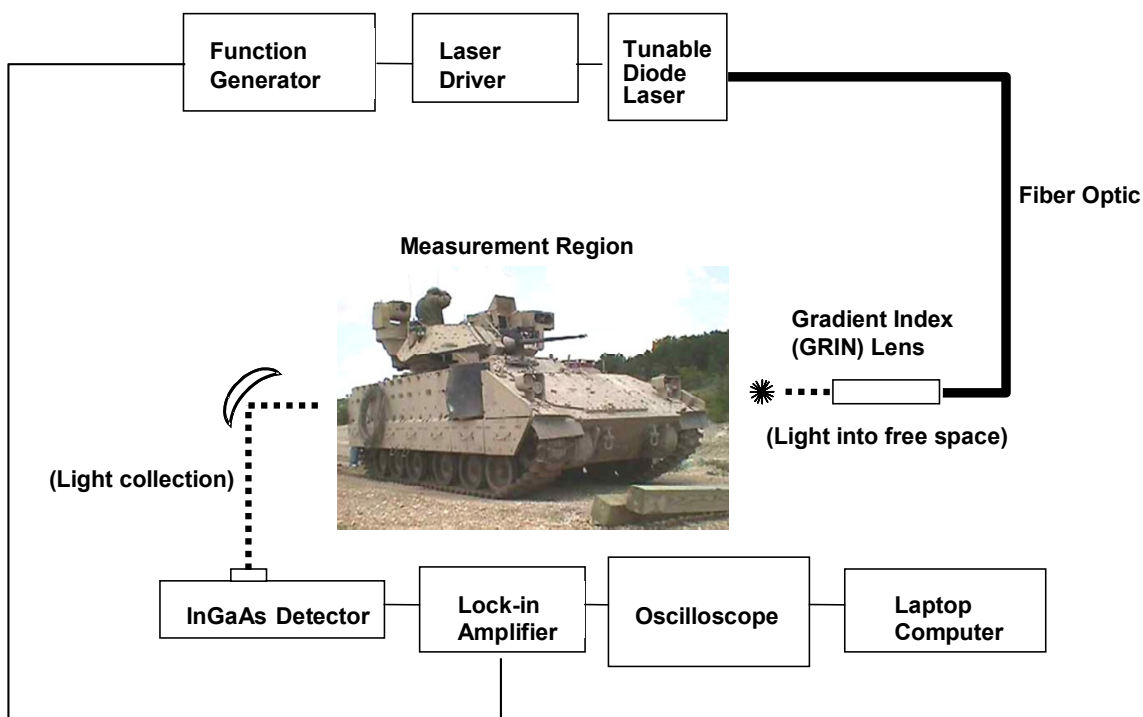 Function
Generator
Laser
Driver
Tunable
Diode
Laser
Fiber Optic
Measurement Region
Gradient Index
(GRIN) Lens
(Light into free space)
(Light collection)
InGaAs Detector
Lock-in
Amplifier
Oscilloscope
Laptop
Computer